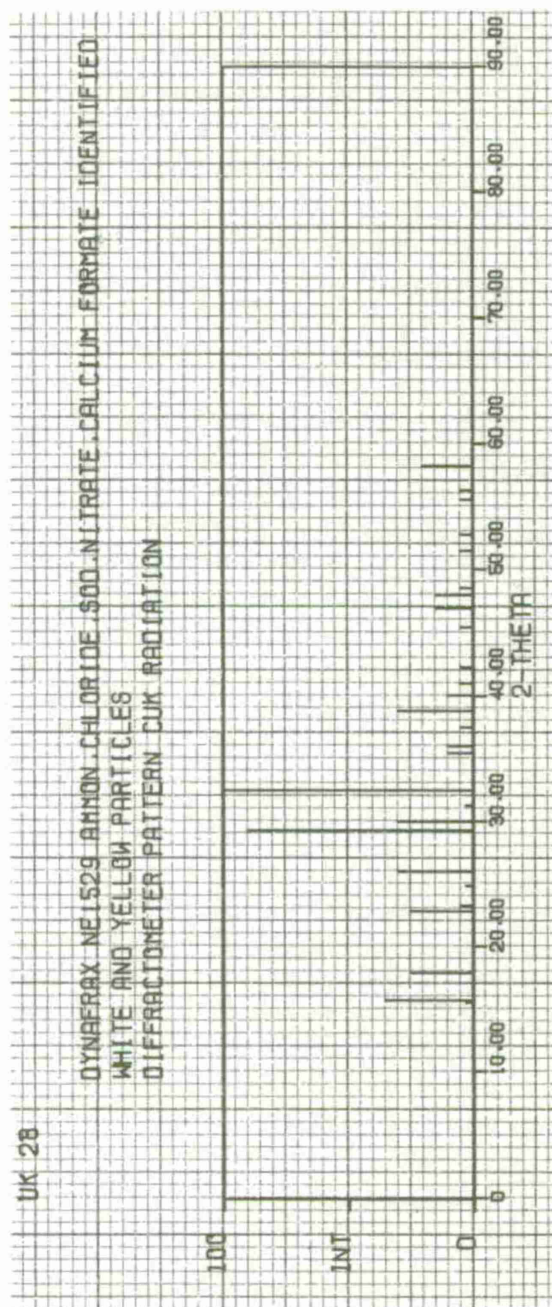 UK 28
DYNAFRAX.NE1529 AMMON.CHLORIDE,SOD.NITRATE,CALCIUM FORMATE IDENTIFIED
WHITE AND YELLOW PARTICLES
DIFFRACTOMETER PATTERN CUK RADIATION
100
INT
0
0 10.00 20.00 30.00 40.00 50.00 60.00 70.00 80.00 90.00
2-THETA